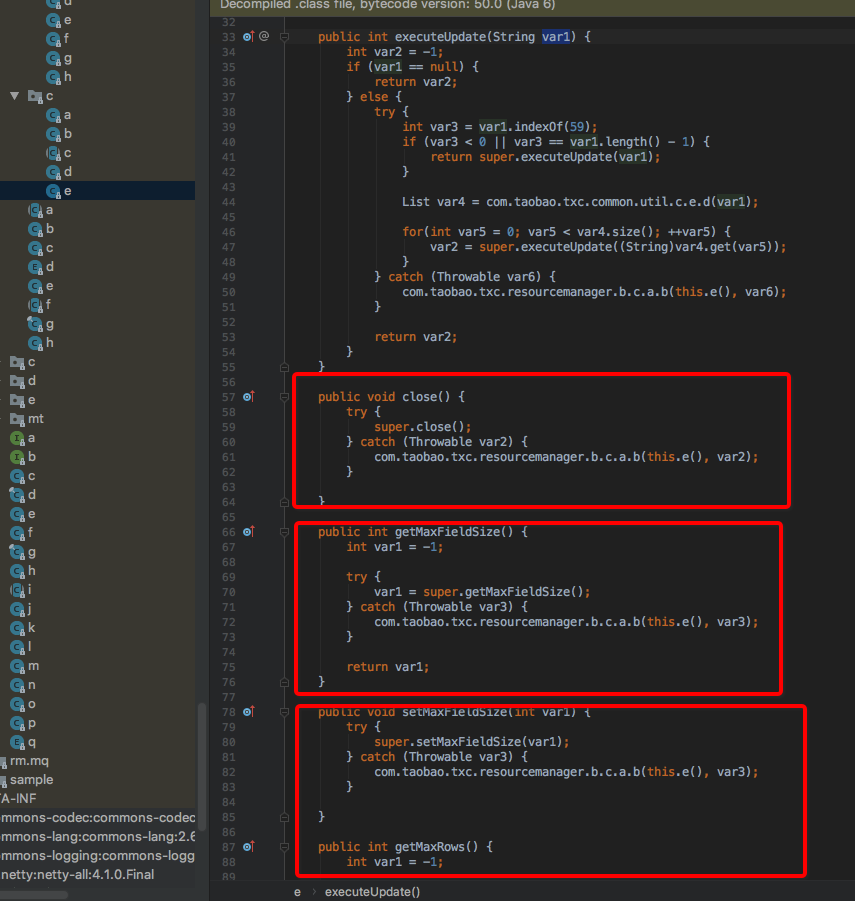 Decompiled .class file, bytecode version: 50.0 (Java 6)
d
e
f
g
h
c
a
b
c
d
e
a
b
c
d
e
f
g
h
c
d
e
mt
a
b
c
d
e
f
g
h
i
j
k
l
m
n
o
p
q
rm.mq
sample
TA-INF
mmons-codec:commons-codec
mmons-lang:commons-lang:2.6
mmons-logging:commons-logg
netty:netty-all:4.1.0.Final
32
33 @ public int executeUpdate(String var1) {
34 int var2 = -1;
35 if (var1 == null) {
36 return var2;
37 } else {
38 try {
39 int var3 = var1.indexOf(59);
40 if (var3 < 0 || var3 == var1.length() - 1) {
41 return super.executeUpdate(var1);
42 }
43
44 List var4 = com.taobao.txc.common.util.c.e.d(var1);
45
46 for(int var5 = 0; var5 < var4.size(); ++var5) {
47 var2 = super.executeUpdate((String)var4.get(var5));
48 }
49 } catch (Throwable var6) {
50 com.taobao.txc.resourcemanager.b.c.a.b(this.e(), var6);
51 }
52
53 return var2;
54 }
55 }
56
57 public void close() {
58 try {
59 super.close();
60 } catch (Throwable var2) {
61 com.taobao.txc.resourcemanager.b.c.a.b(this.e(), var2);
62 }
63
64 }
65
66 public int getMaxFieldSize() {
67 int var1 = -1;
68
69 try {
70 var1 = super.getMaxFieldSize();
71 } catch (Throwable var3) {
72 com.taobao.txc.resourcemanager.b.c.a.b(this.e(), var3);
73 }
74
75 return var1;
76 }
77
78 public void setMaxFieldSize(int var1) {
79 try {
80 super.setMaxFieldSize(var1);
81 } catch (Throwable var3) {
82 com.taobao.txc.resourcemanager.b.c.a.b(this.e(), var3);
83 }
84
85 }
86
87 public int getMaxRows() {
88 int var1 = -1;
89
e › executeUpdate()